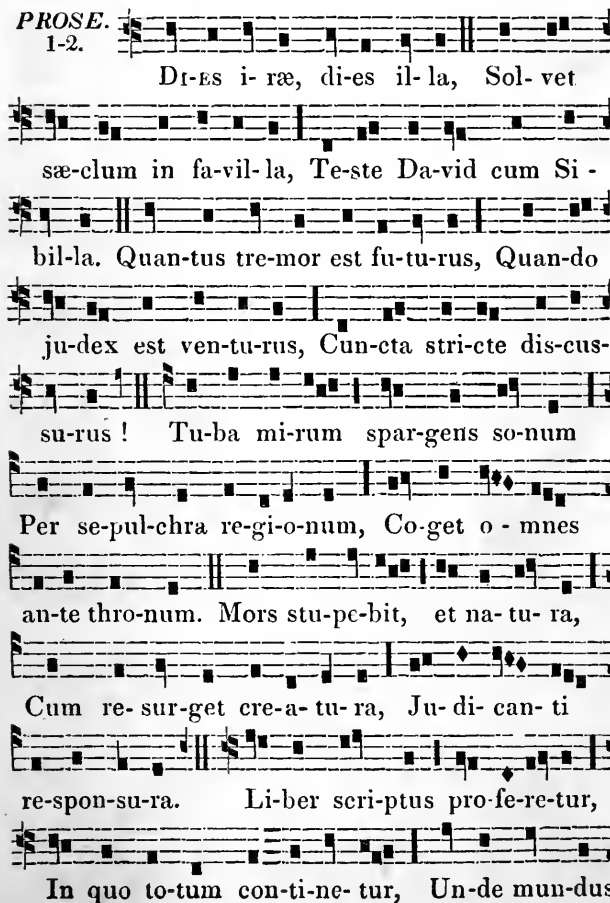 PROSE.
1-2.
DI-ES i-ræ, di-es il-la, Sol-vet
sæ-clum in fa-vil-la, Te-ste Da-vid cum Si-
bil-la. Quan-tus tre-mor est fu-tu-rus, Quan-do
ju-dex est ven-tu-rus, Cun-cta stri-cte dis-cus-
su-rus ! Tu-ba mi-rum spar-gens so-num
Per se-pul-chra re-gi-o-num, Co-get o-mnes
an-te thro-num. Mors stu-pe-bit, et na-tu-ra,
Cum re-sur-get cre-a-tu-ra, Ju-di-can-ti
re-spon-su-ra. Li-ber scri-ptus pro-fe-re-tur,
In quo to-tum con-ti-ne-tur, Un-de mun-dus